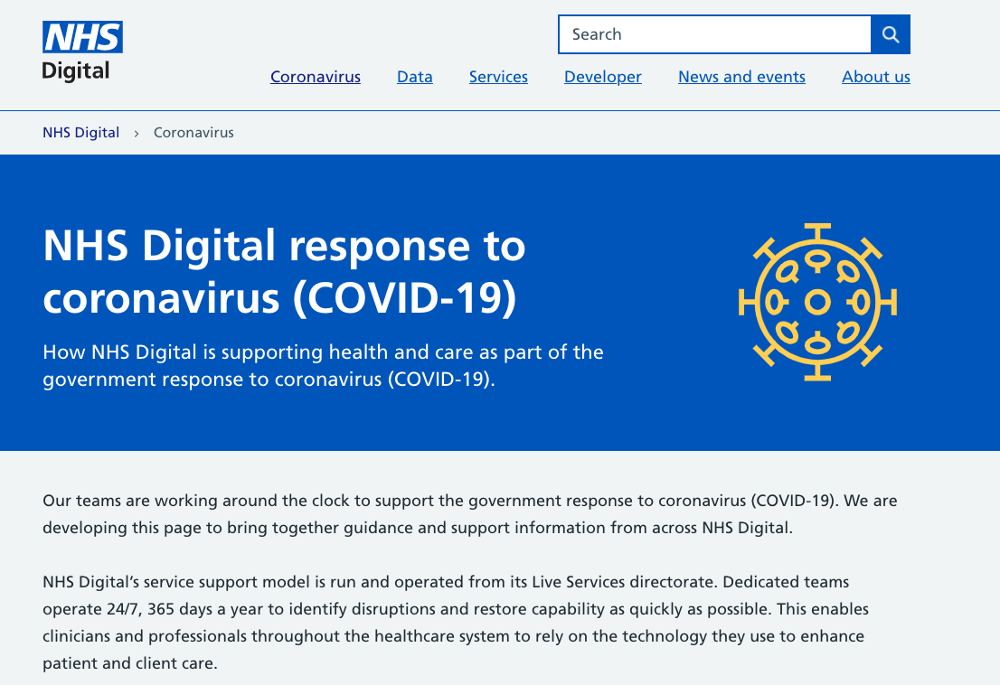 NHS
Digital
Search
Coronavirus Data Services Developer News and events About us
NHS Digital › Coronavirus
NHS Digital response to
coronavirus (COVID-19)
How NHS Digital is supporting health and care as part of the
government response to coronavirus (COVID-19).
Our teams are working around the clock to support the government response to coronavirus (COVID-19). We are
developing this page to bring together guidance and support information from across NHS Digital.
NHS Digital’s service support model is run and operated from its Live Services directorate. Dedicated teams
operate 24/7, 365 days a year to identify disruptions and restore capability as quickly as possible. This enables
clinicians and professionals throughout the healthcare system to rely on the technology they use to enhance
patient and client care.